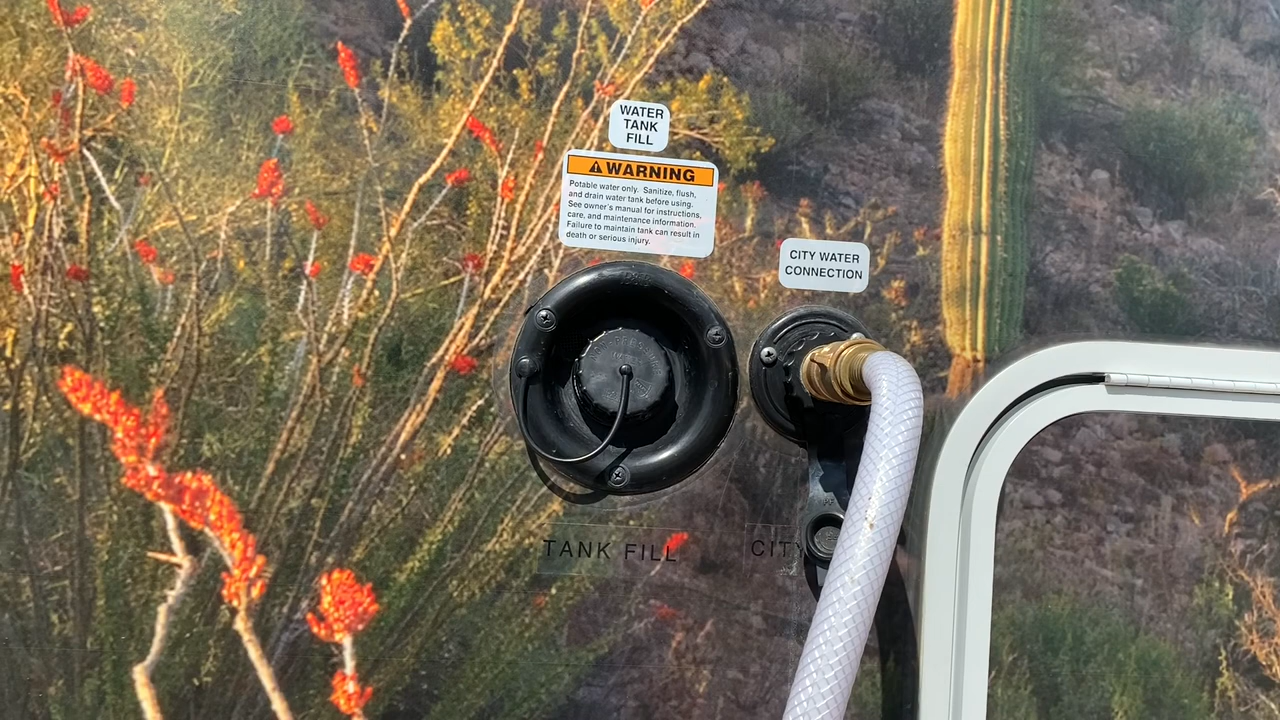 WATER
TANK
FILL
WARNING
Potable water only. Sanitize, flush,
and drain water tank before using.
See owner's manual for instructions,
care, and maintenance information.
Failure to maintain tank can result in
death or serious injury.
CITY WATER
CONNECTION
TANK FILL
CITY